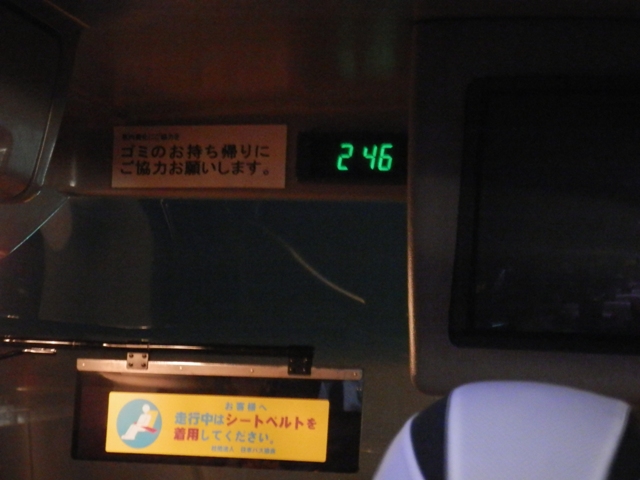 ゴミのお持ち帰りに
ご協力お願いします。
2 46
お客様へ
走行中はシートベルトを
着用してください。